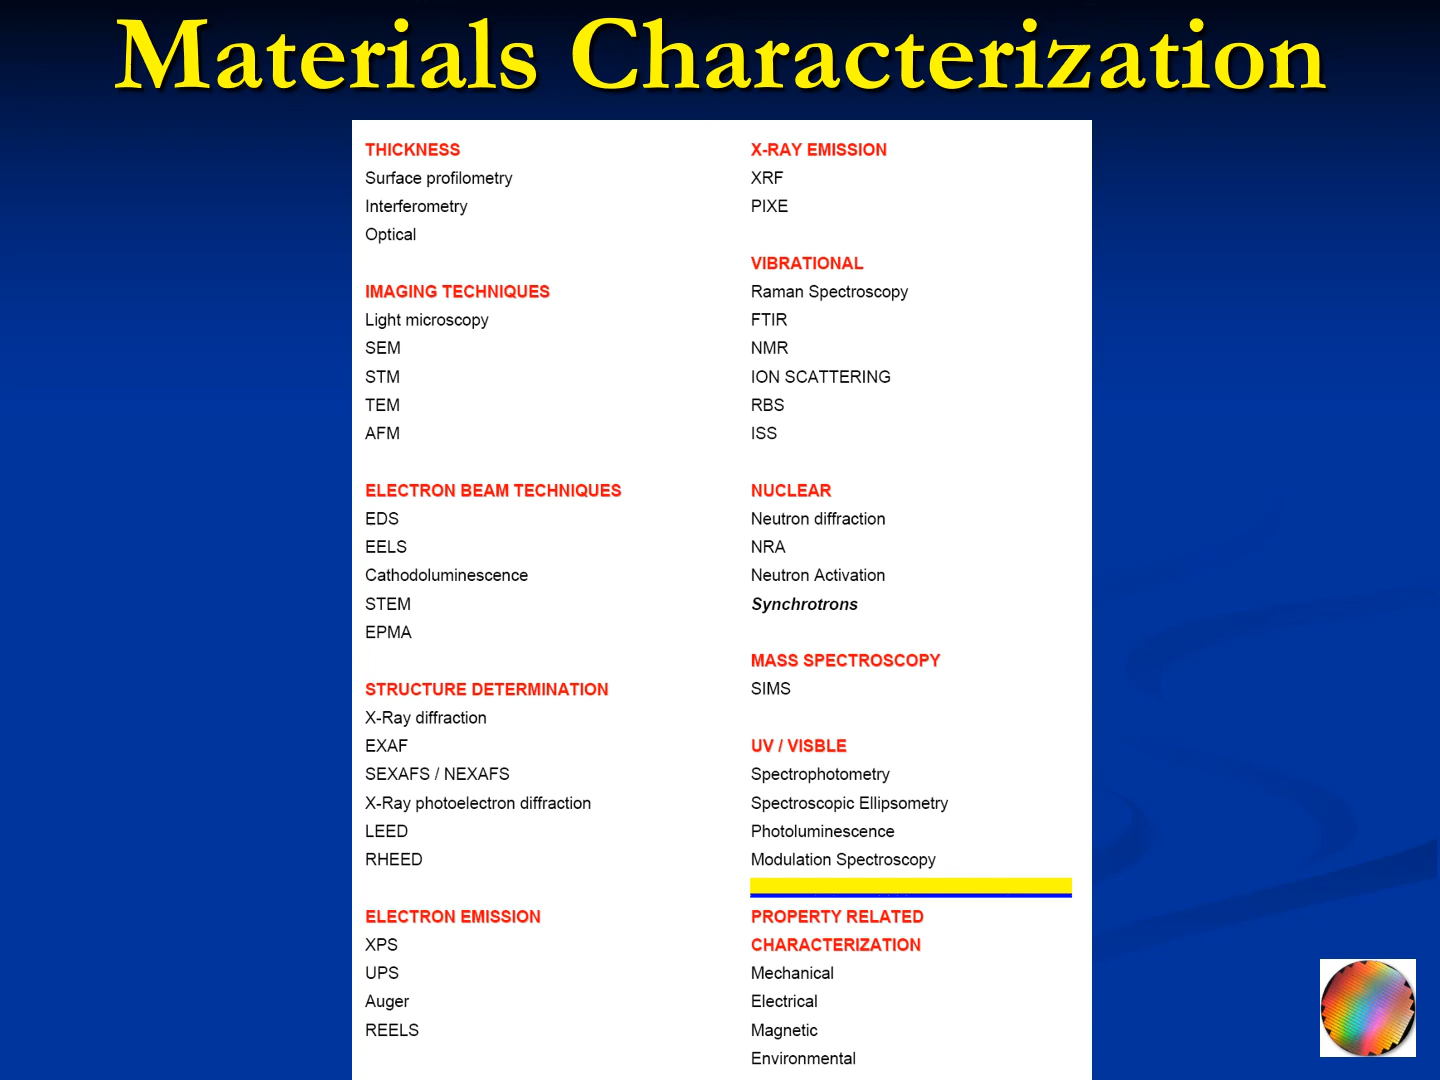 Materials Characterization
THICKNESS
Surface profilometry
Interferometry
Optical
IMAGING TECHNIQUES
Light microscopy
SEM
STM
TEM
AFM
ELECTRON BEAM TECHNIQUES
EDS
EELS
Cathodoluminescence
STEM
EPMA
STRUCTURE DETERMINATION
X-Ray diffraction
EXAF
SEXAFS / NEXAFS
X-Ray photoelectron diffraction
LEED
RHEED
ELECTRON EMISSION
XPS
UPS
Auger
REELS
X-RAY EMISSION
XRF
PIXE
VIBRATIONAL
Raman Spectroscopy
FTIR
NMR
ION SCATTERING
RBS
ISS
NUCLEAR
Neutron diffraction
NRA
Neutron Activation
Synchrotrons
MASS SPECTROSCOPY
SIMS
UV / VISBLE
Spectrophotometry
Spectroscopic Ellipsometry
Photoluminescence
Modulation Spectroscopy
PROPERTY RELATED
CHARACTERIZATION
Mechanical
Electrical
Magnetic
Environmental